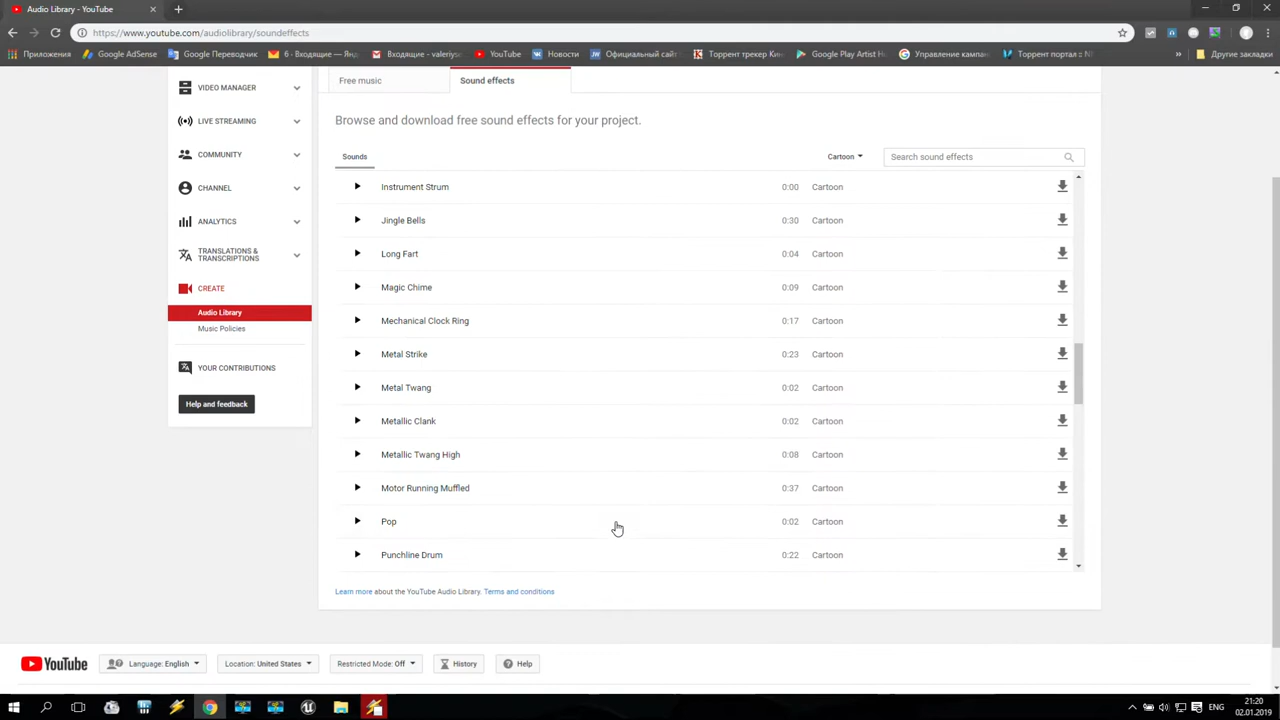 Audio Library - YouTube
https://www.youtube.com/audiolibrary/soundeffects
Приложения
Google AdSense
Google Переводчик
6 - Входящие — Янд
Входящие - valeriys
YouTube
Новости
Официальный сайт
Торрент трекер Кин
Google Play Artist H
Управление кампан
Торрент портал ::
Другие закладки
VIDEO MANAGER
LIVE STREAMING
COMMUNITY
CHANNEL
ANALYTICS
TRANSLATIONS &
TRANSCRIPTIONS
CREATE
Audio Library
Music Policies
YOUR CONTRIBUTIONS
Help and feedback
Free music
Sound effects
Browse and download free sound effects for your project.
Sounds
Cartoon
Search sound effects
Instrument Strum 0:00 Cartoon
Jingle Bells 0:30 Cartoon
Long Fart 0:04 Cartoon
Magic Chime 0:09 Cartoon
Mechanical Clock Ring 0:17 Cartoon
Metal Strike 0:23 Cartoon
Metal Twang 0:02 Cartoon
Metallic Clank 0:02 Cartoon
Metallic Twang High 0:08 Cartoon
Motor Running Muffled 0:37 Cartoon
Pop 0:02 Cartoon
Punchline Drum 0:22 Cartoon
Learn more about the YouTube Audio Library. Terms and conditions
YouTube
Language: English
Location: United States
Restricted Mode: Off
History
Help
ENG
21:20
02.01.2019